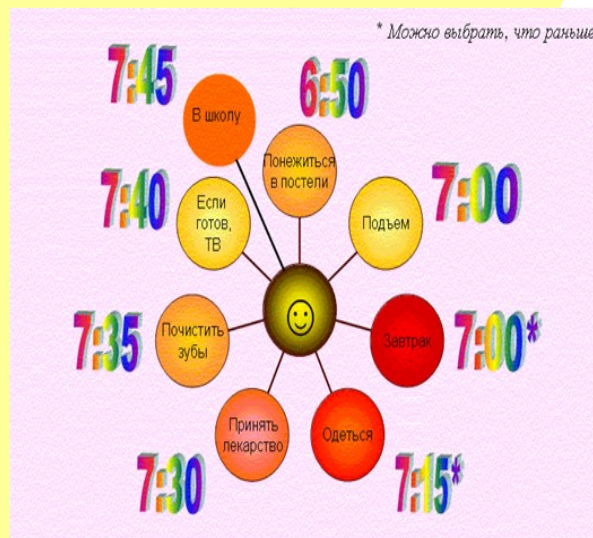 * Можно выбрать, что раньше
6:50
Понежиться
в постели
7:00
Подъем
7:00*
Завтрак
7:15*
Одеться
7:30
Принять
лекарство
7:35
Почистить
зубы
7:40
Если
готов,
ТВ
7:45
В школу